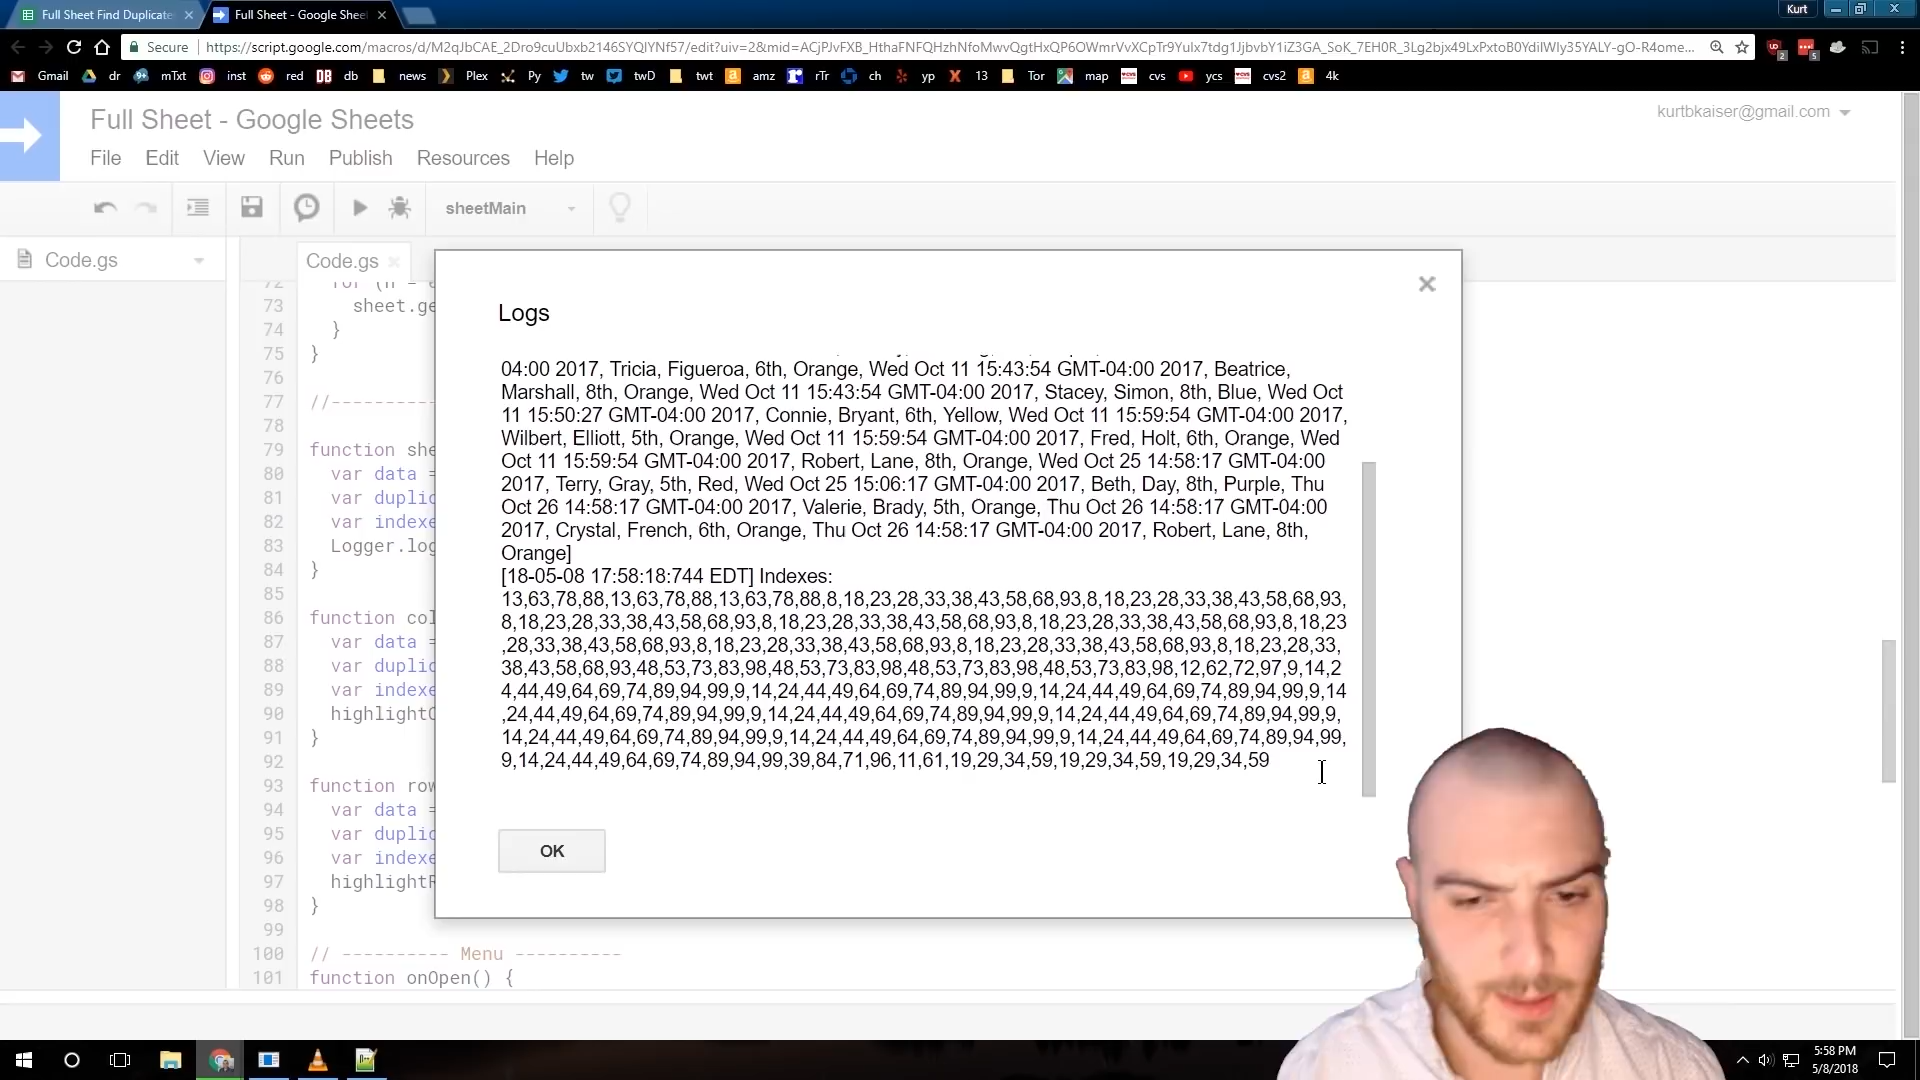 Full Sheet Find Duplicate
Full Sheet - Google Shee
Kurt
Secure
gmail
Gmail dr mTxt inst red DB db news Plex Py tw twD twt amz rTr ch yp 13 Tor map cvs ycs cvs2 4k
Full Sheet - Google Sheets
kurtbkaiser@gmail.com
File Edit View Run Publish Resources Help
sheetMain
Code.gs
Code.gs
73 sheet.ge
74 }
75 }
76
77 //----------
78
79 function she
80 var data =
81 var duplic
82 var indexe
83 Logger.log
84 }
85
86 function col
87 var data =
88 var duplic
89 var indexe
90 highlightC
91 }
92
93 function row
94 var data =
95 var duplic
96 var indexe
97 highlightR
98 }
99
100 // ---------- Menu ----------
101 function onOpen() {
Logs
04:00 2017, Tricia, Figueroa, 6th, Orange, Wed Oct 11 15:43:54 GMT-04:00 2017, Beatrice,
Marshall, 8th, Orange, Wed Oct 11 15:43:54 GMT-04:00 2017, Stacey, Simon, 8th, Blue, Wed Oct
11 15:50:27 GMT-04:00 2017, Connie, Bryant, 6th, Yellow, Wed Oct 11 15:59:54 GMT-04:00 2017,
Wilbert, Elliott, 5th, Orange, Wed Oct 11 15:59:54 GMT-04:00 2017, Fred, Holt, 6th, Orange, Wed
Oct 11 15:59:54 GMT-04:00 2017, Robert, Lane, 8th, Orange, Wed Oct 25 14:58:17 GMT-04:00
2017, Terry, Gray, 5th, Red, Wed Oct 25 15:06:17 GMT-04:00 2017, Beth, Day, 8th, Purple, Thu
Oct 26 14:58:17 GMT-04:00 2017, Valerie, Brady, 5th, Orange, Thu Oct 26 14:58:17 GMT-04:00
2017, Crystal, French, 6th, Orange, Thu Oct 26 14:58:17 GMT-04:00 2017, Robert, Lane, 8th,
Orange]
[18-05-08 17:58:18:744 EDT] Indexes:
13,63,78,88,13,63,78,88,13,63,78,88,8,18,23,28,33,38,43,58,68,93,8,18,23,28,33,38,43,58,68,93,
8,18,23,28,33,38,43,58,68,93,8,18,23,28,33,38,43,58,68,93,8,18,23,28,33,38,43,58,68,93,8,18,23
,28,33,38,43,58,68,93,8,18,23,28,33,38,43,58,68,93,8,18,23,28,33,38,43,58,68,93,8,18,23,28,33,
38,43,58,68,93,48,53,73,83,98,48,53,73,83,98,48,53,73,83,98,48,53,73,83,98,12,62,72,97,9,14,2
4,44,49,64,69,74,89,94,99,9,14,24,44,49,64,69,74,89,94,99,9,14,24,44,49,64,69,74,89,94,99,9,14
,24,44,49,64,69,74,89,94,99,9,14,24,44,49,64,69,74,89,94,99,9,14,24,44,49,64,69,74,89,94,99,9,
14,24,44,49,64,69,74,89,94,99,9,14,24,44,49,64,69,74,89,94,99,9,14,24,44,49,64,69,74,89,94,99,
9,14,24,44,49,64,69,74,89,94,99,39,84,71,96,11,61,19,29,34,59,19,29,34,59,19,29,34,59
OK
5:58 PM
5/8/2018